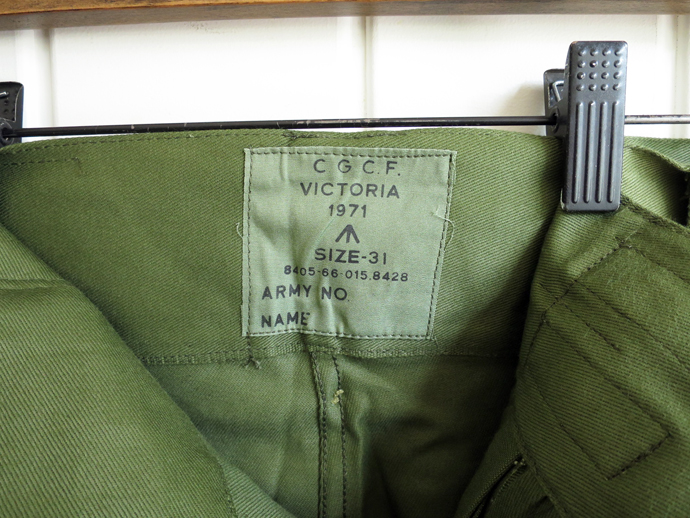 C G C.F.
VICTORIA
1971
SIZE-31
8405-66-015.8428
ARMY NO.
NAME